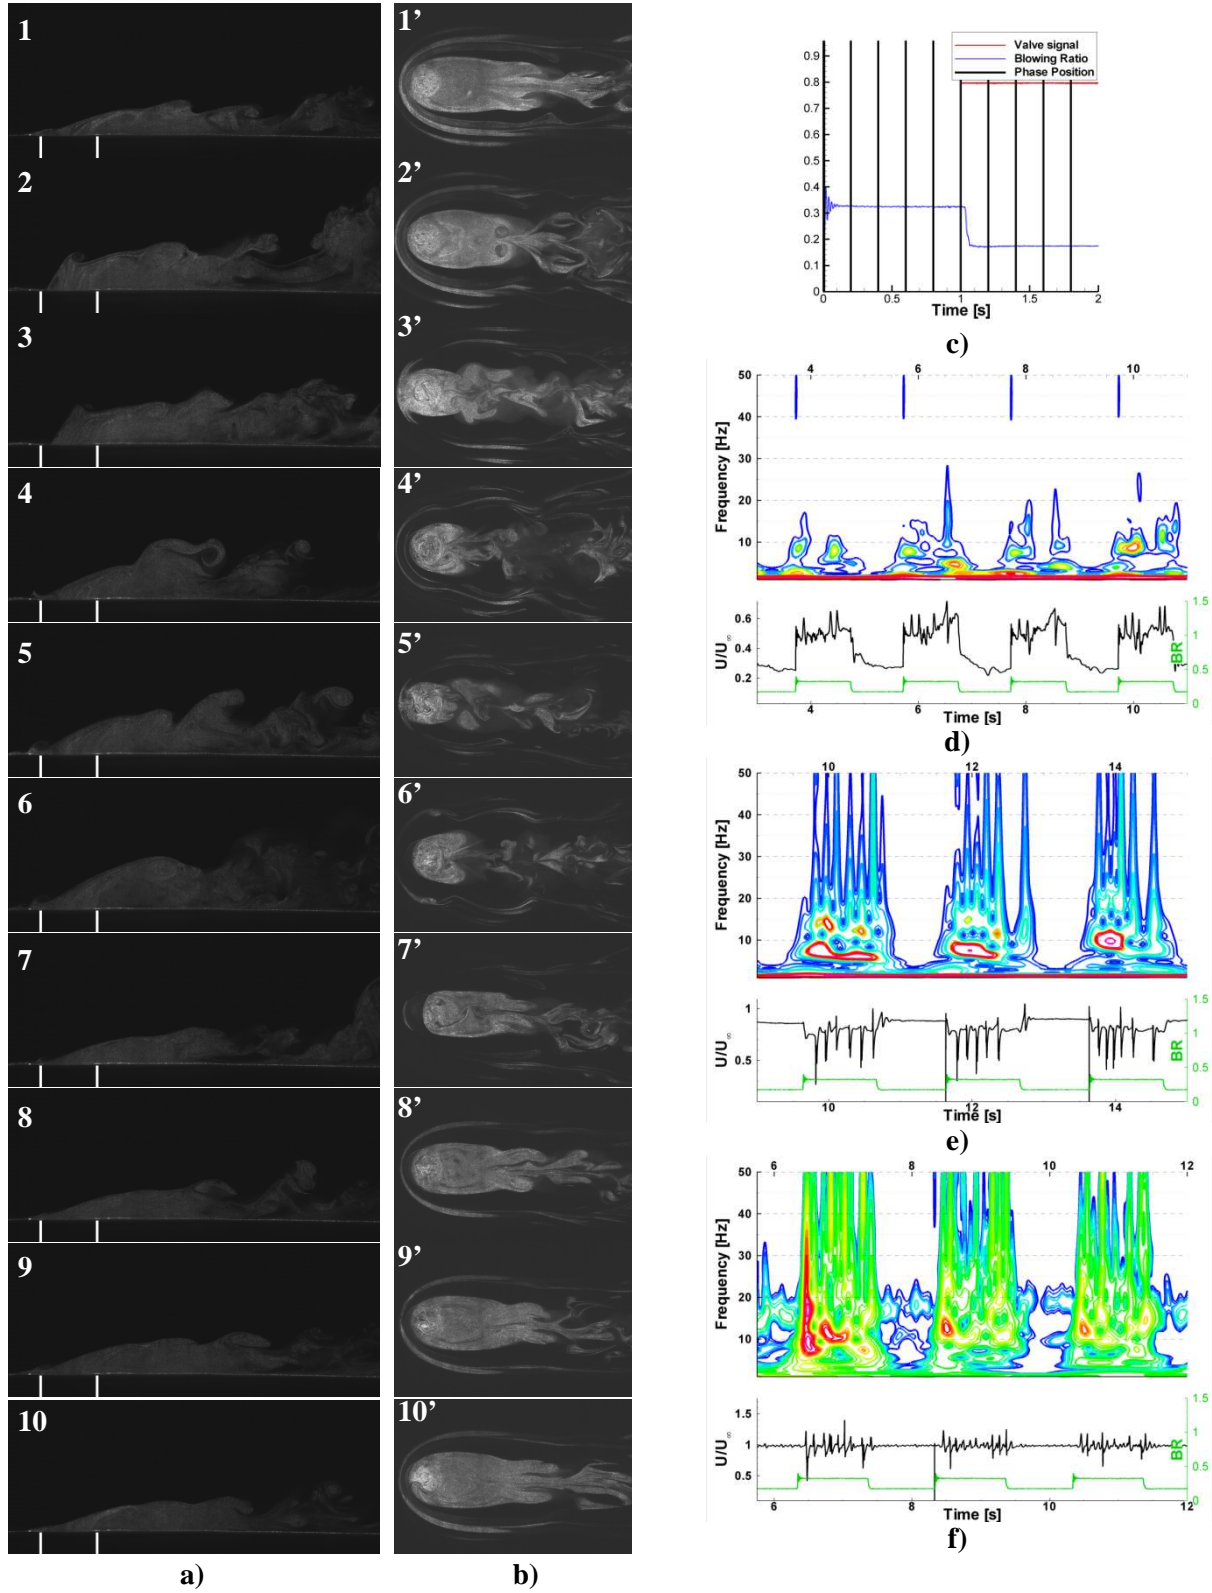 1
2
3
4
5
6
7
8
9
10
a)
1’
2’
3’
4’
5’
6’
7’
8’
9’
10’
b)
Valve signal
Blowing Ratio
Phase Position
0.9
0.8
0.7
0.6
0.5
0.4
0.3
0.2
0.1
0
0 0.5 1 1.5 2
Time [s]
c)
4 6 8 10
50
40
30
20
10
Frequency [Hz]
0.6
0.4
0.2
U/U∞
1.5
1
0.5
0
BR
4 6 8 10
Time [s]
d)
10 12 14
50
40
30
20
10
Frequency [Hz]
1
0.5
U/U∞
1.5
1
0.5
0
BR
10 12 14
Time [s]
e)
6 8 10 12
50
40
30
20
10
Frequency [Hz]
1.5
1
0.5
U/U∞
1.5
1
0.5
0
BR
6 8 10 12
Time [s]
f)